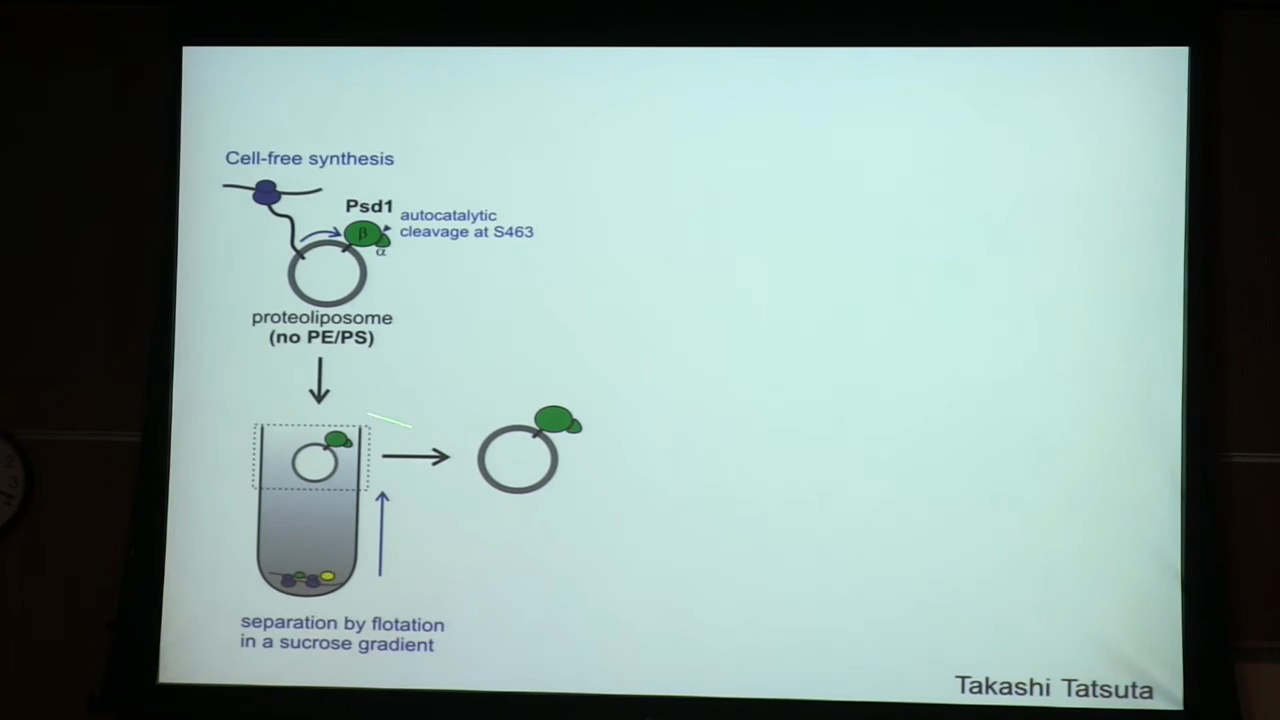 Cell-free synthesis
Psd1
autocatalytic
cleavage at S463
β
α
proteoliposome
(no PE/PS)
separation by flotation
in a sucrose gradient
Takashi Tatsuta